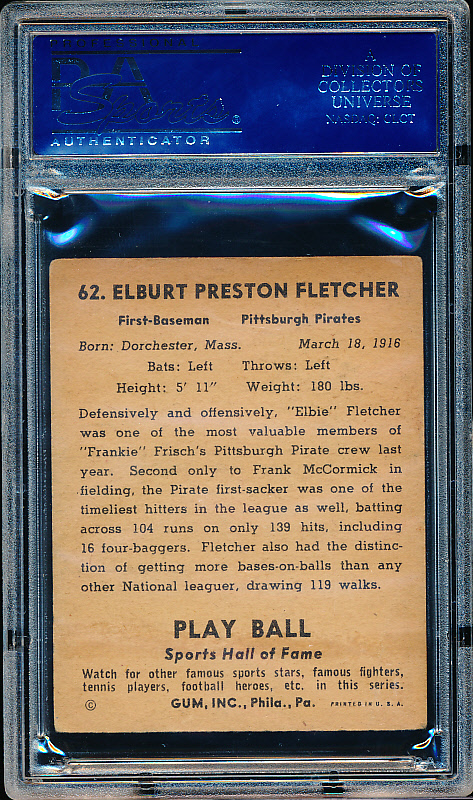 PSA
Sports®
AUTHENTICATOR
A
DIVISION OF
COLLECTORS
UNIVERSE
NASDAQ: CLCT
62. ELBURT PRESTON FLETCHER
First-Baseman Pittsburgh Pirates
Born: Dorchester, Mass. March 18, 1916
Bats: Left Throws: Left
Height: 5' 11" Weight: 180 lbs.
Defensively and offensively, "Elbie" Fletcher
was one of the most valuable members of
"Frankie" Frisch's Pittsburgh Pirate crew last
year. Second only to Frank McCormick in
fielding, the Pirate first-sacker was one of the
timeliest hitters in the league as well, batting
across 104 runs on only 139 hits, including
16 four-baggers. Fletcher also had the distinc-
tion of getting more bases-on-balls than any
other National leaguer, drawing 119 walks.
PLAY BALL
Sports Hall of Fame
Watch for other famous sports stars, famous fighters,
tennis players, football heroes, etc. in this series.
© GUM, INC., Phila., Pa. PRINTED IN U. S. A.